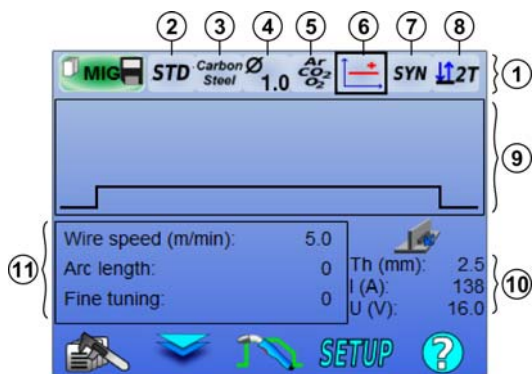 2 3 4 5 6 7 8
MIG STD Carbon Steel Ø 1.0 Ar CO2 O2 SYN 2T 1
9
Wire speed (m/min): 5.0
Arc length: 0
Fine tuning: 0
11
Th (mm): 2.5
I (A): 138
U (V): 16.0
10
SETUP ?